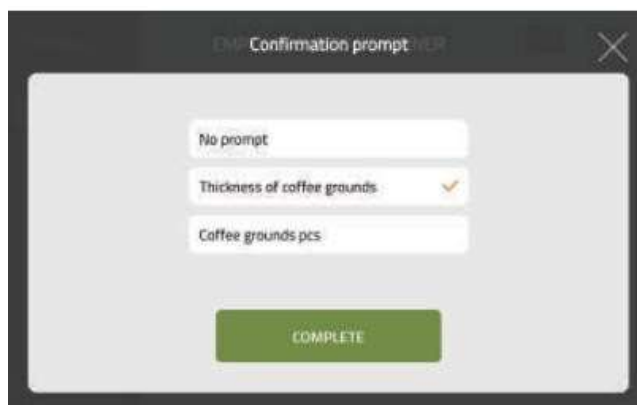 Confirmation prompt
No prompt
Thickness of coffee grounds
Coffee grounds pcs
COMPLETE